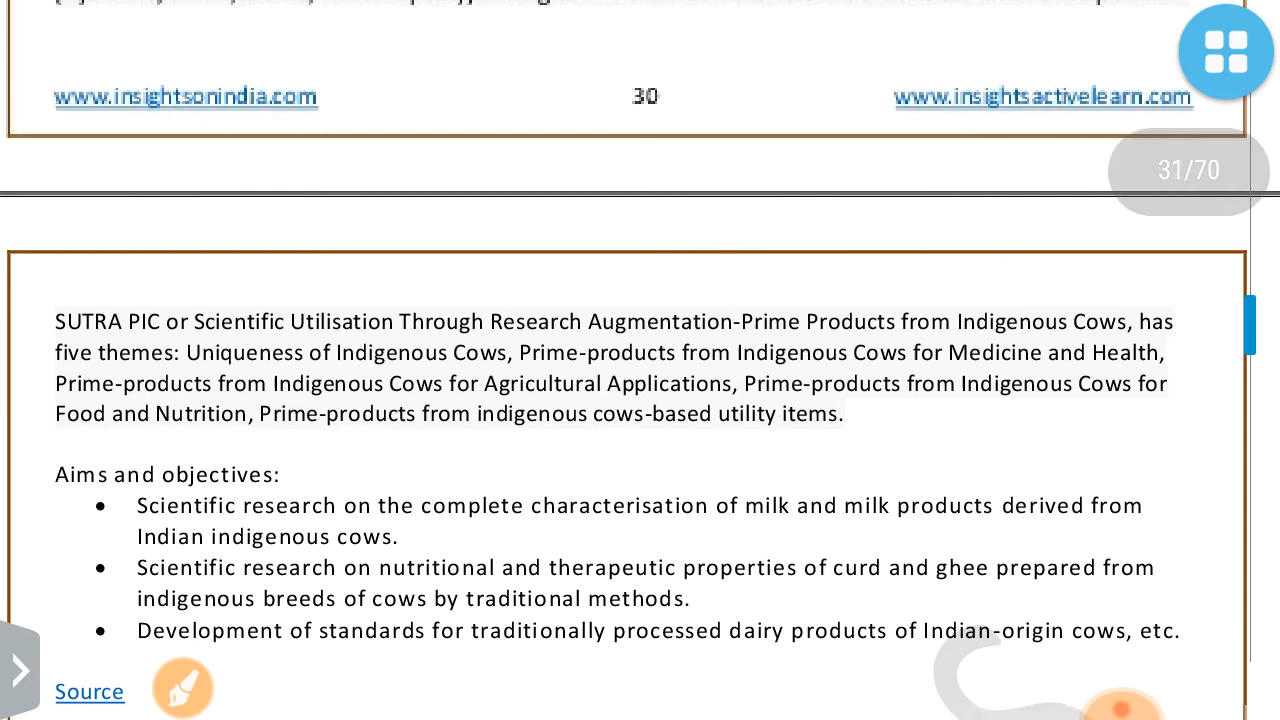 www.insightsonindia.com 30 www.insightsactivelearn.com
31/70
SUTRA PIC or Scientific Utilisation Through Research Augmentation-Prime Products from Indigenous Cows, has
five themes: Uniqueness of Indigenous Cows, Prime-products from Indigenous Cows for Medicine and Health,
Prime-products from Indigenous Cows for Agricultural Applications, Prime-products from Indigenous Cows for
Food and Nutrition, Prime-products from indigenous cows-based utility items.
Aims and objectives:
• Scientific research on the complete characterisation of milk and milk products derived from
Indian indigenous cows.
• Scientific research on nutritional and therapeutic properties of curd and ghee prepared from
indigenous breeds of cows by traditional methods.
• Development of standards for traditionally processed dairy products of Indian-origin cows, etc.
Source